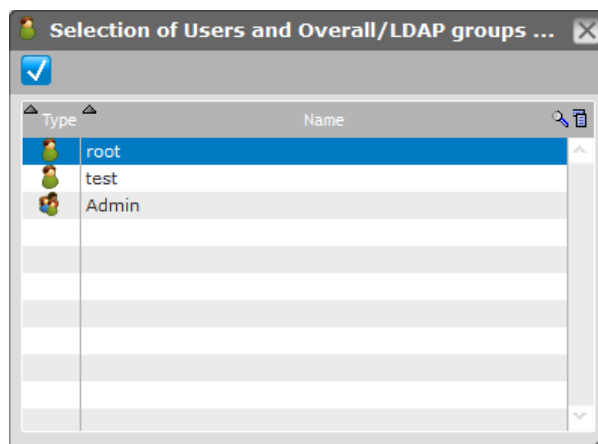 Selection of Users and Overall/LDAP groups ...
Type Name
root
test
Admin